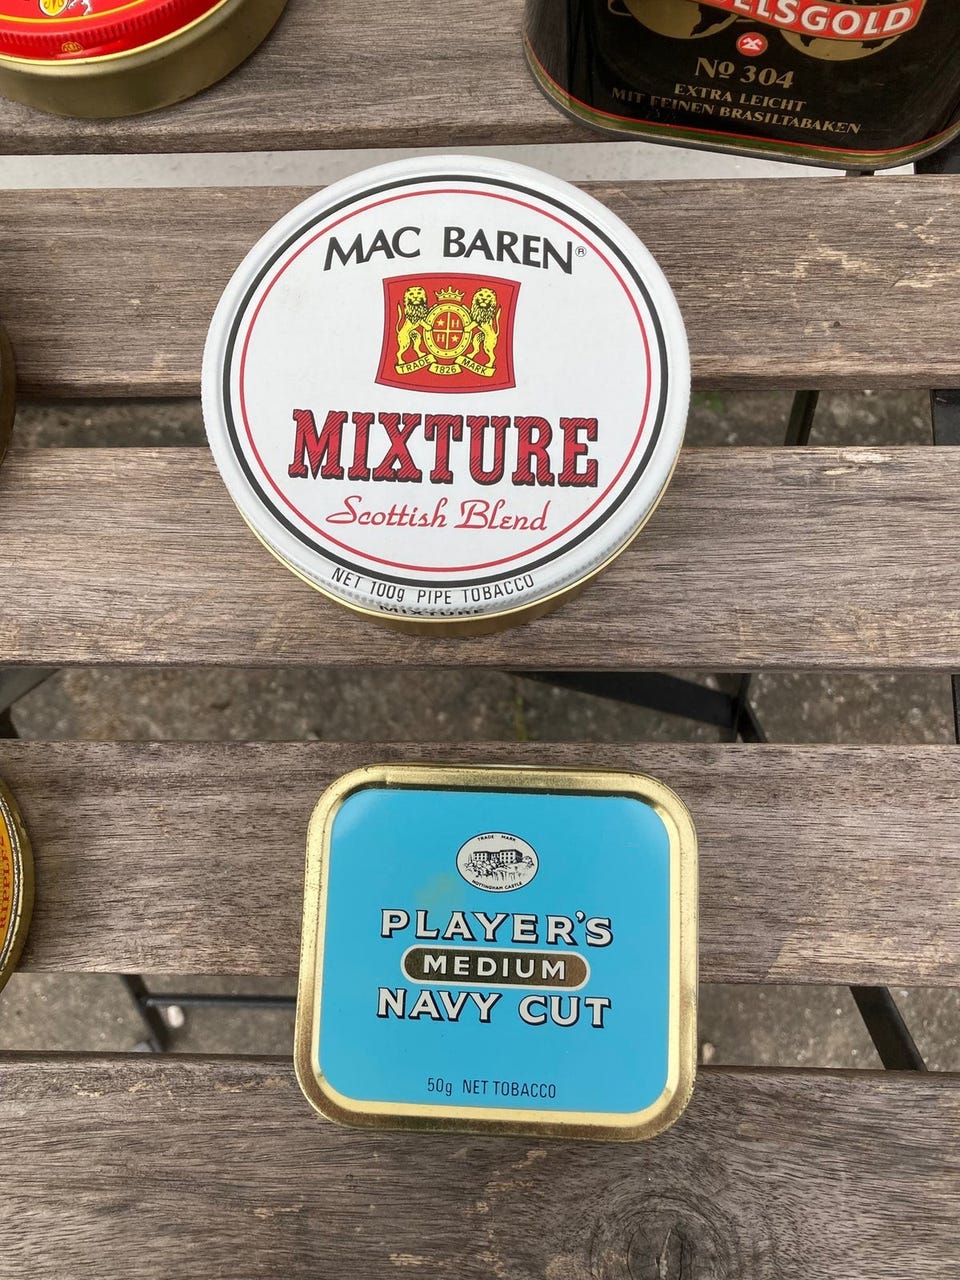 ELSGOLD
Nº 304
EXTRA LEICHT
MIT FEINEN BRASILTABAKEN
MAC BAREN®
H
H
TRADE 1826 MARK
MIXTURE
Scottish Blend
NET 100g PIPE TOBACCO
MIXTURE
TRADE MARK
NOTTINGHAM CASTLE
PLAYER'S
MEDIUM
NAVY CUT
50g NET TOBACCO